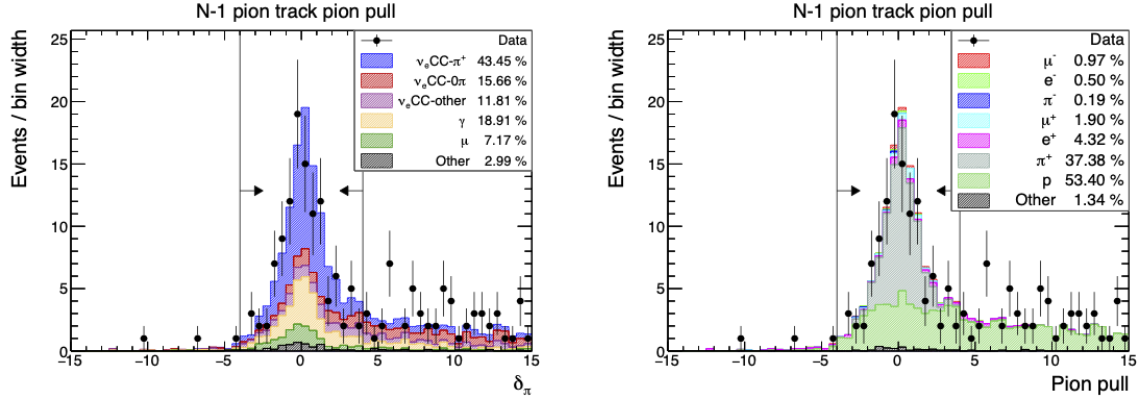 N-1 pion track pion pull
Events / bin width
25
20
15
10
5
0
−15
−10
−5
0
5
10
15
δπ
Data
νeCC-π⁺ 43.45 %
νeCC-0π 15.66 %
νeCC-other 11.81 %
γ 18.91 %
μ 7.17 %
Other 2.99 %
N-1 pion track pion pull
Events / bin width
25
20
15
10
5
0
−15
−10
−5
0
5
10
15
Pion pull
Data
μ⁻ 0.97 %
e⁻ 0.50 %
π⁻ 0.19 %
μ⁺ 1.90 %
e⁺ 4.32 %
π⁺ 37.38 %
p 53.40 %
Other 1.34 %